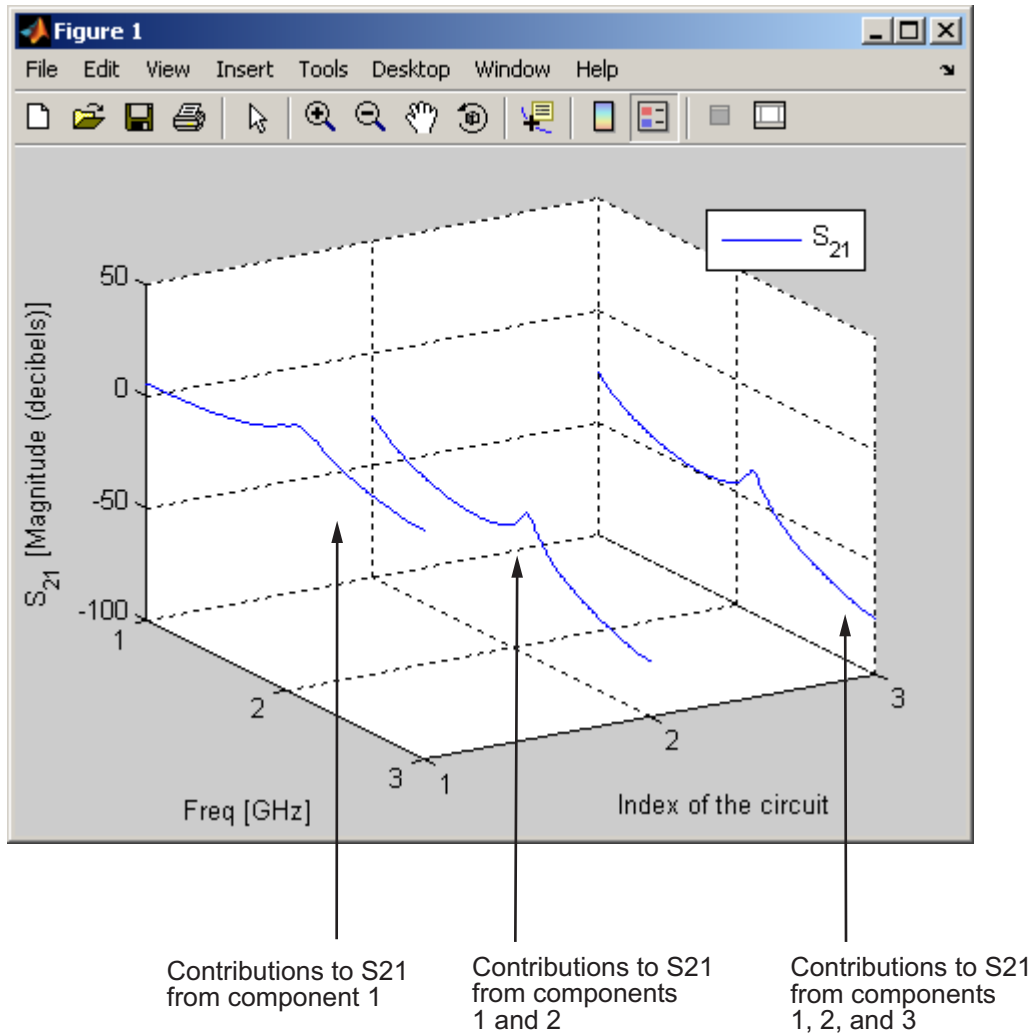 Figure 1
File Edit View Insert Tools Desktop Window Help
S21
50
0
-50
-100
S21 [Magnitude (decibels)]
1
2
3
Freq [GHz]
1
2
3
Index of the circuit
Contributions to S21
from component 1
Contributions to S21
from components
1 and 2
Contributions to S21
from components
1, 2, and 3